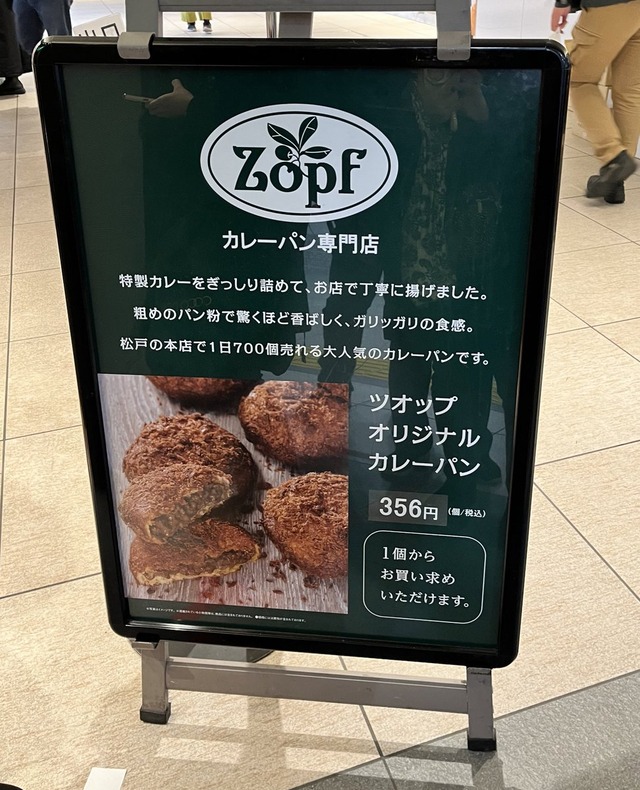 Zopf
カレーパン専門店
特製カレーをぎっしり詰めて、お店で丁寧に揚げました。
粗めのパン粉で驚くほど香ばしく、ガリッガリの食感。
松戸の本店で1日700個売れる大人気のカレーパンです。
ツオップ
オリジナル
カレーパン
356円 (個/税込)
1個から
お買い求め
いただけます。